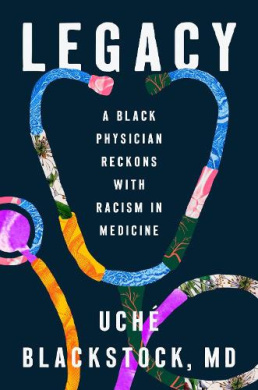 LEGACY
A BLACK
PHYSICIAN
RECKONS
WITH
RACISM IN
MEDICINE
UCHÉ
BLACKSTOCK, MD